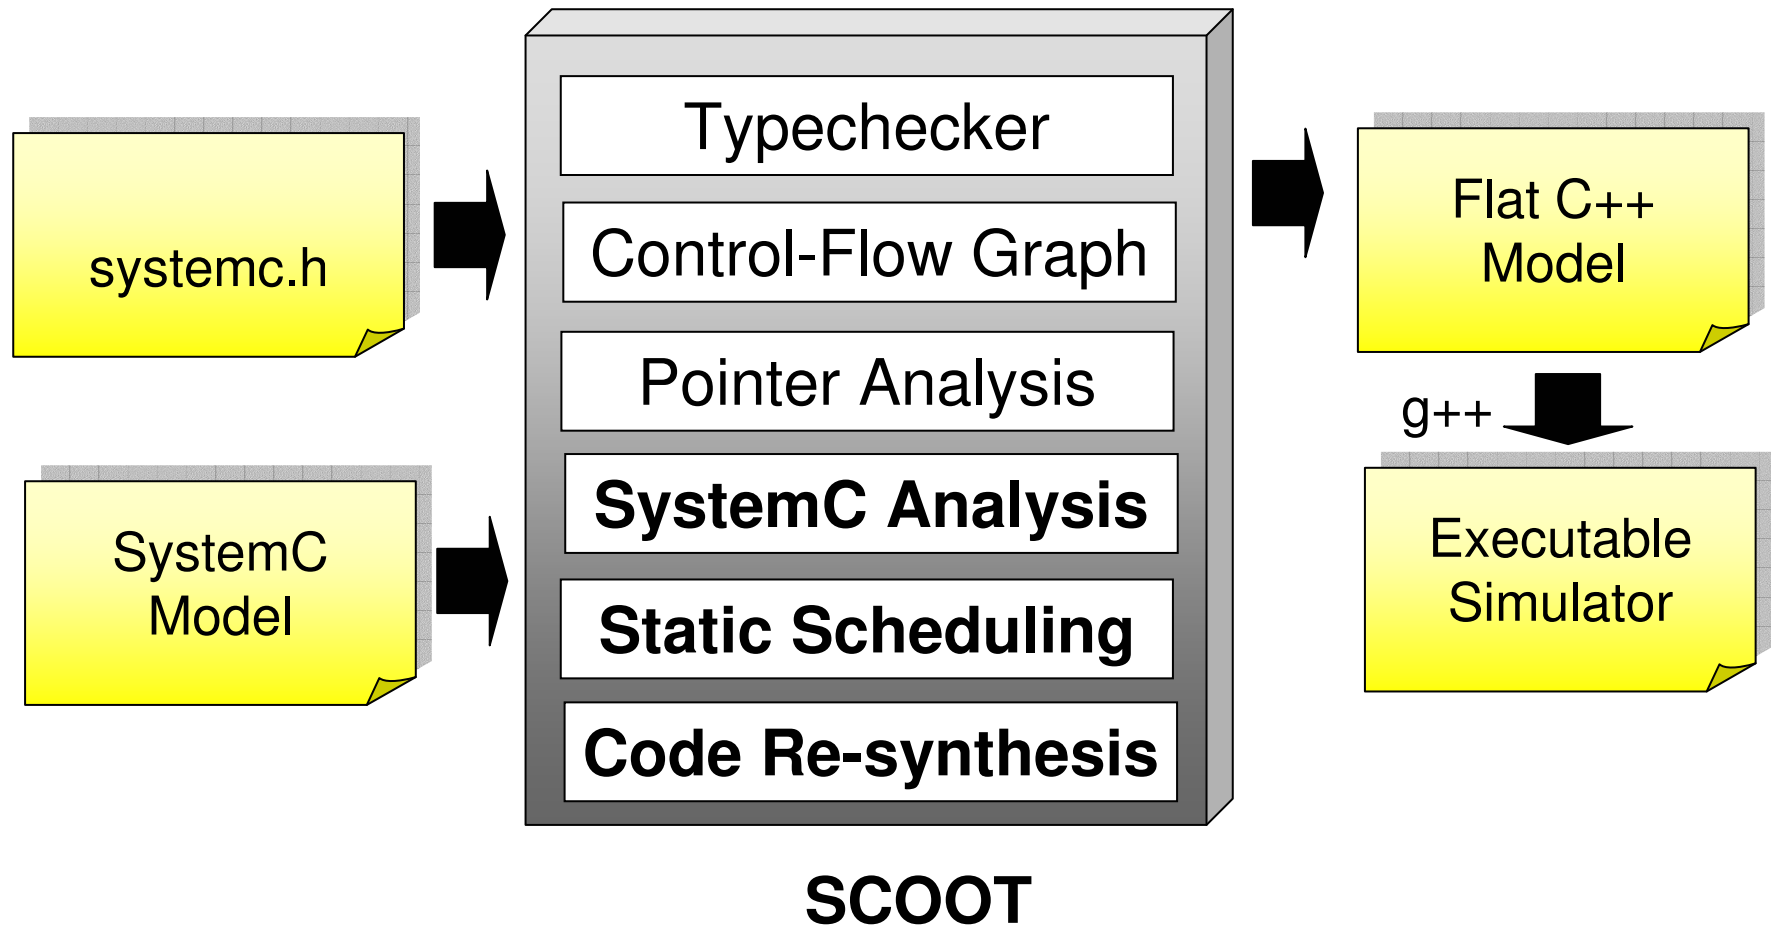 systemc.h
SystemC
Model
Typechecker
Control-Flow Graph
Pointer Analysis
SystemC Analysis
Static Scheduling
Code Re-synthesis
SCOOT
Flat C++
Model
g++
Executable
Simulator